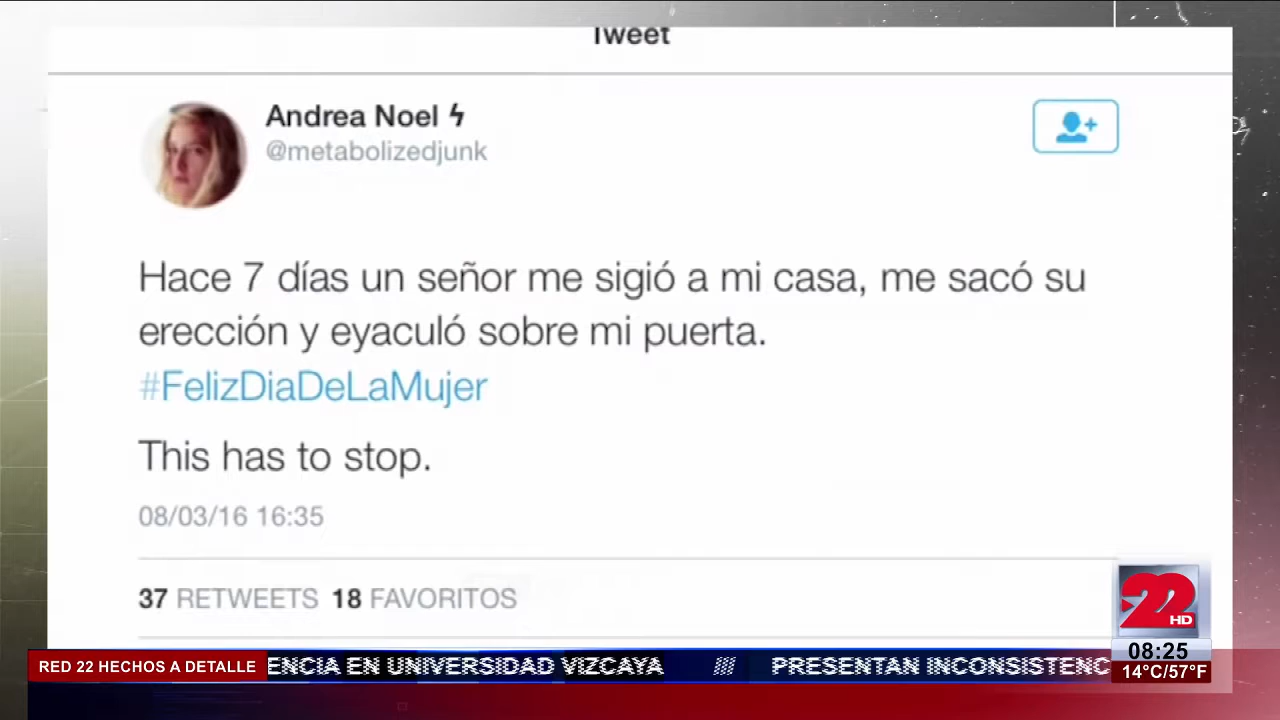 Tweet
Andrea Noel
@metabolizedjunk
Hace 7 días un señor me sigió a mi casa, me sacó su
erección y eyaculó sobre mi puerta.
#FelizDiaDeLaMujer
This has to stop.
08/03/16 16:35
37 RETWEETS 18 FAVORITOS
22 HD
08:25
RED 22 HECHOS A DETALLE
ENCIA EN UNIVERSIDAD VIZCAYA /// PRESENTAN INCONSISTENC
14°C/57°F